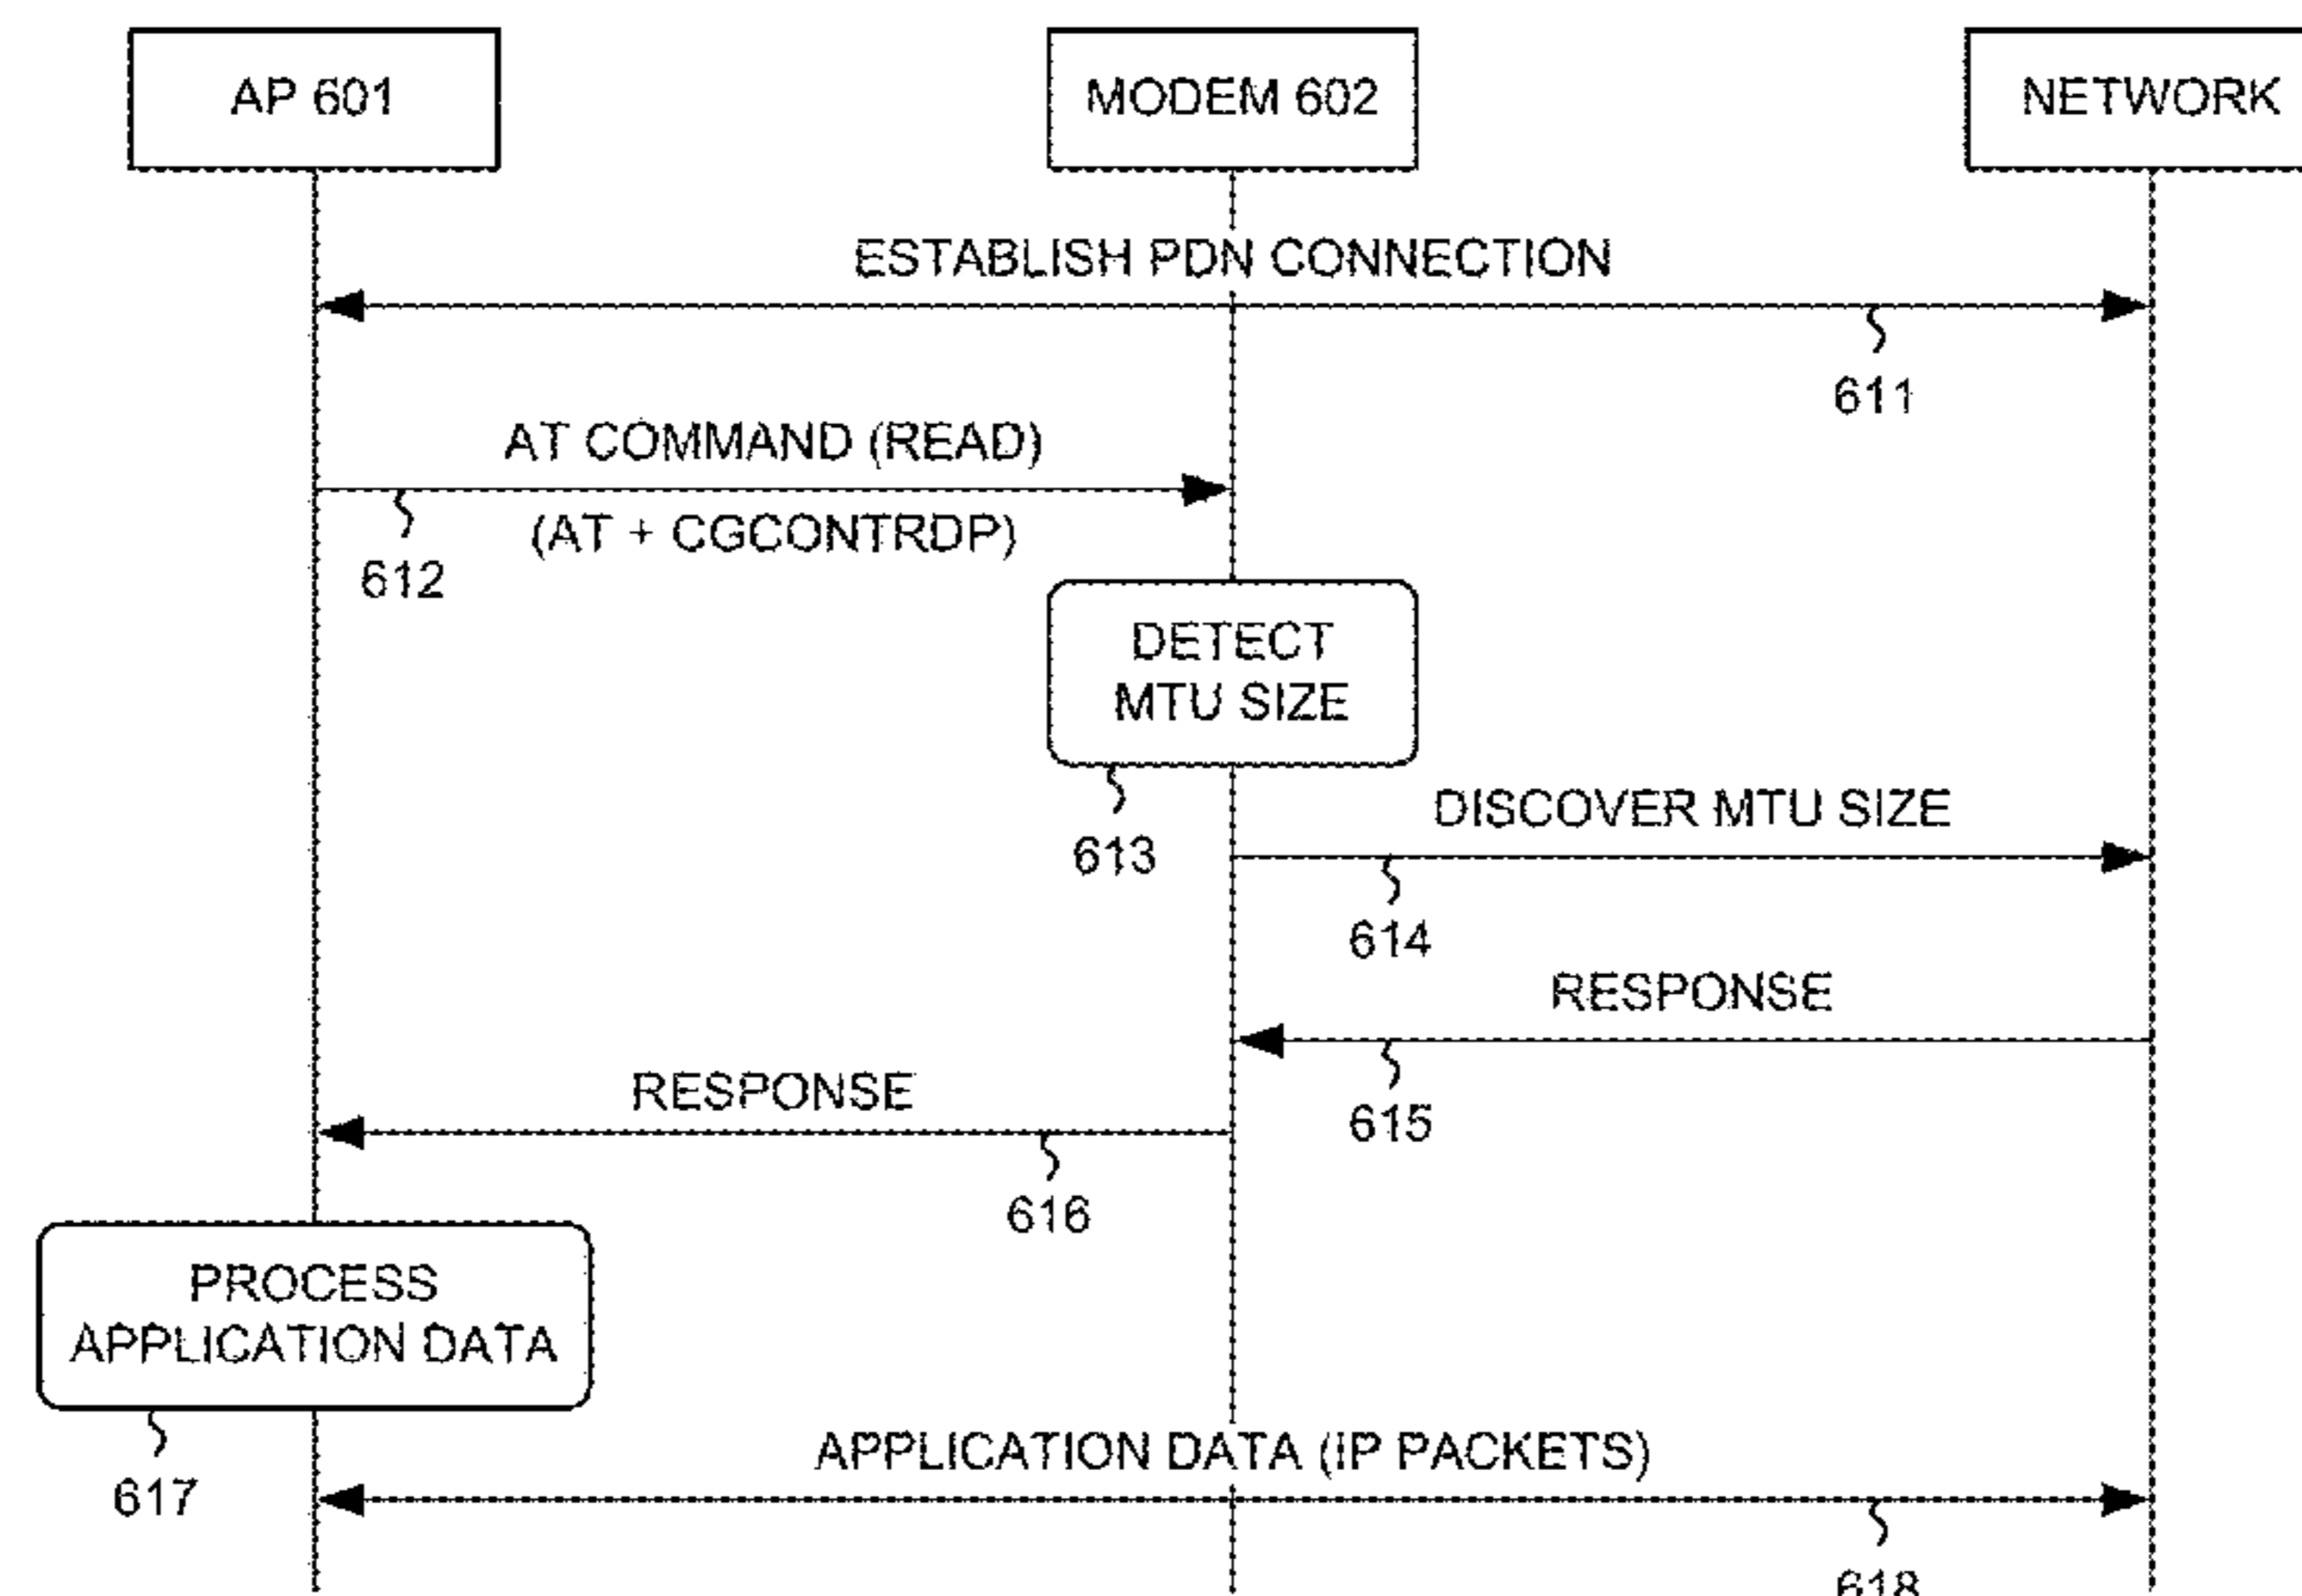 AP 601
MODEM 602
NETWORK
ESTABLISH PDN CONNECTION
611
AT COMMAND (READ)
(AT + CGCONTRDP)
612
DETECT
MTU SIZE
613
DISCOVER MTU SIZE
614
RESPONSE
615
RESPONSE
616
PROCESS
APPLICATION DATA
617
APPLICATION DATA (IP PACKETS)
618